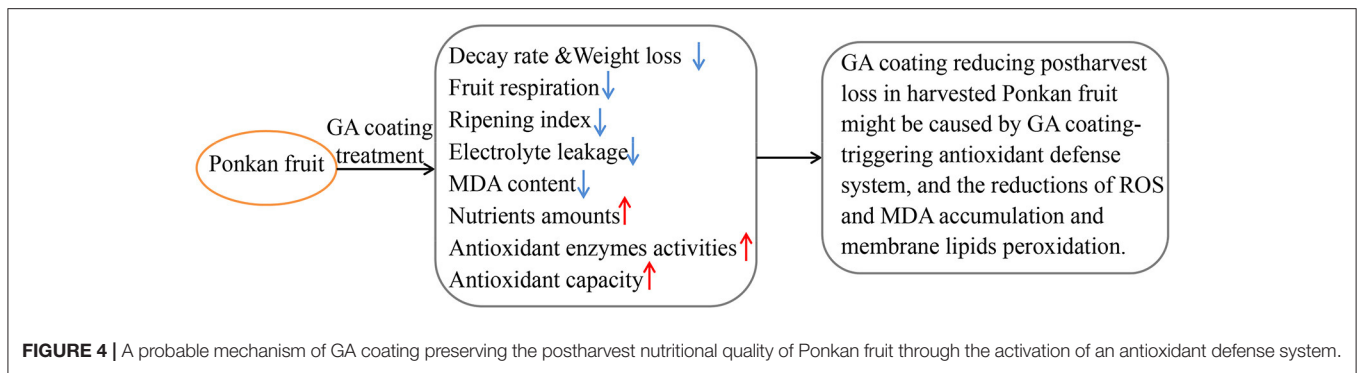 Ponkan fruit
GA coating
treatment
Decay rate &Weight loss ↓
Fruit respiration↓
Ripening index↓
Electrolyte leakage↓
MDA content↓
Nutrients amounts↑
Antioxidant enzymes activities↑
Antioxidant capacity↑
GA coating reducing postharvest
loss in harvested Ponkan fruit
might be caused by GA coating-
triggering antioxidant defense
system, and the reductions of ROS
and MDA accumulation and
membrane lipids peroxidation.
FIGURE 4 | A probable mechanism of GA coating preserving the postharvest nutritional quality of Ponkan fruit through the activation of an antioxidant defense system.